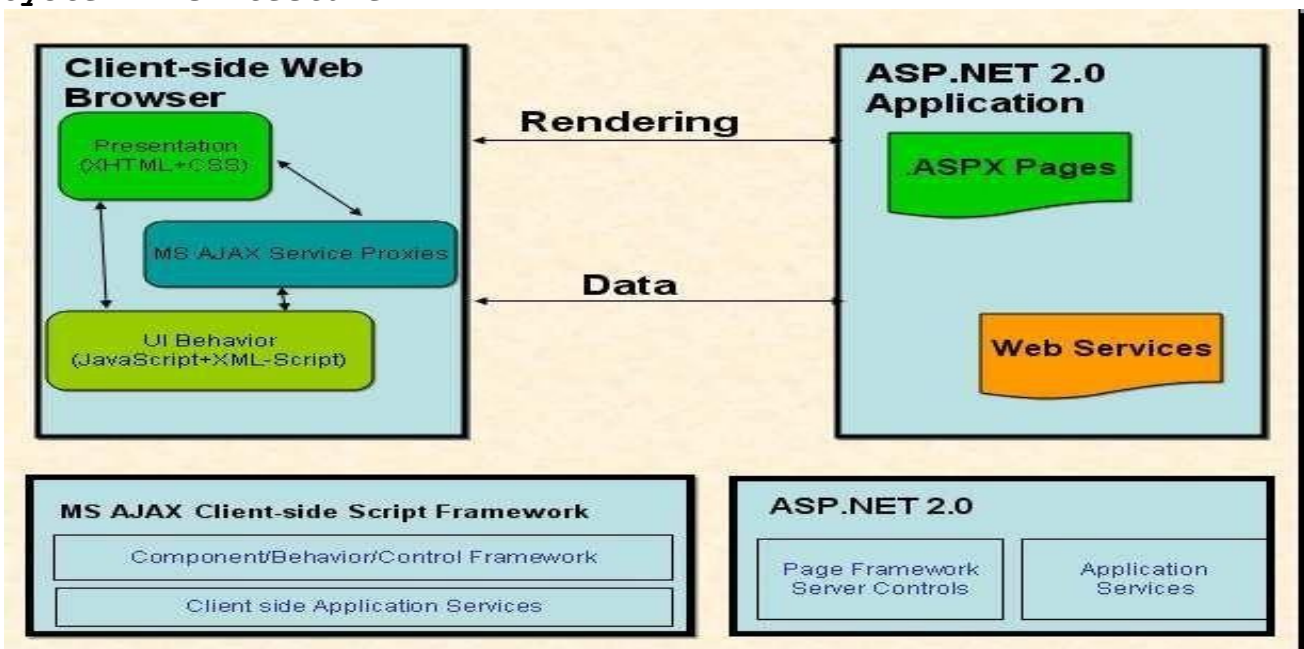 Client-side Web
Browser
Presentation
(XHTML+CSS)
MS AJAX Service Proxies
UI Behavior
(JavaScript+XML-Script)
Rendering
Data
ASP.NET 2.0
Application
.ASPX Pages
Web Services
MS AJAX Client-side Script Framework
Component/Behavior/Control Framework
Client side Application Services
ASP.NET 2.0
Page Framework
Server Controls
Application
Services